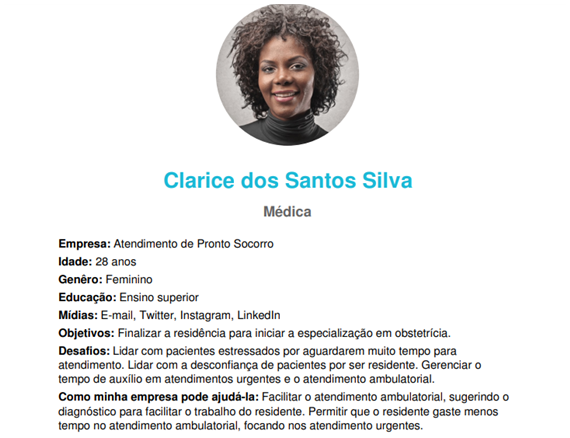 Clarice dos Santos Silva
Médica
Empresa: Atendimento de Pronto Socorro
Idade: 28 anos
Genêro: Feminino
Educação: Ensino superior
Mídias: E-mail, Twitter, Instagram, LinkedIn
Objetivos: Finalizar a residência para iniciar a especialização em obstetrícia.
Desafios: Lidar com pacientes estressados por aguardarem muito tempo para
atendimento. Lidar com a desconfiança de pacientes por ser residente. Gerenciar o
tempo de auxílio em atendimentos urgentes e o atendimento ambulatorial.
Como minha empresa pode ajudá-la: Facilitar o atendimento ambulatorial, sugerindo o
diagnóstico para facilitar o trabalho do residente. Permitir que o residente gaste menos
tempo no atendimento ambulatorial, focando nos atendimento urgentes.